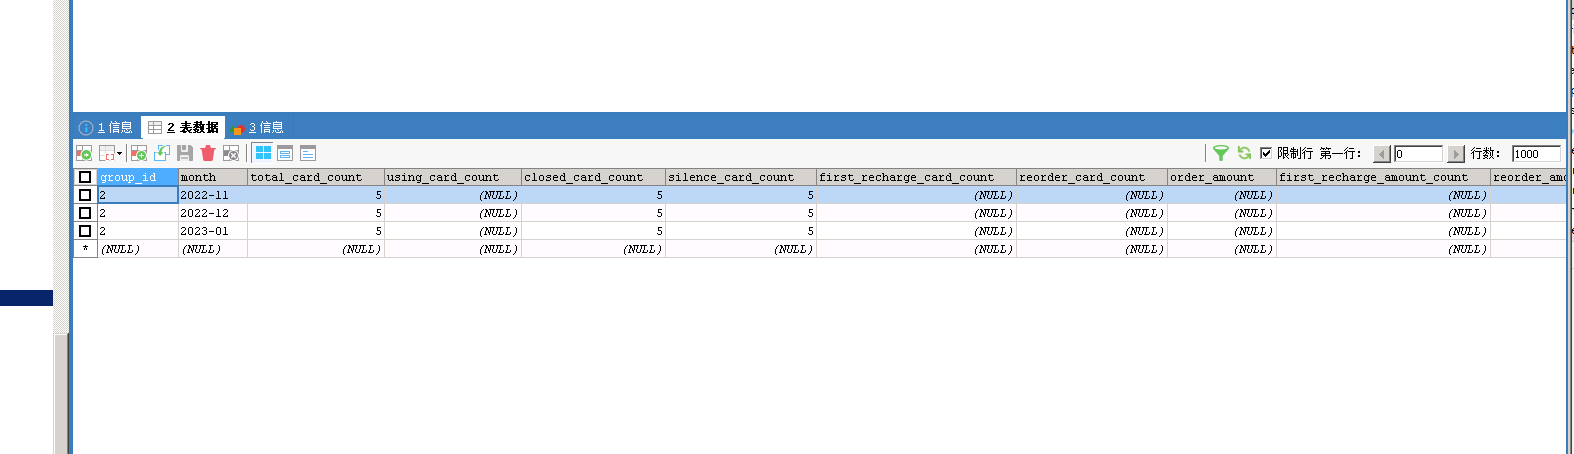 1 信息 2 表数据 3 信息
限制行 第一行: 0 行数: 1000
group_id month total_card_count using_card_count closed_card_count silence_card_count first_recharge_card_count reorder_card_count order_amount first_recharge_amount_count reorder_amo
2 2022-11 5 (NULL) 5 5 (NULL) (NULL) (NULL) (NULL)
2 2022-12 5 (NULL) 5 5 (NULL) (NULL) (NULL) (NULL)
2 2023-01 5 (NULL) 5 5 (NULL) (NULL) (NULL) (NULL)
* (NULL) (NULL) (NULL) (NULL) (NULL) (NULL) (NULL) (NULL) (NULL) (NULL)